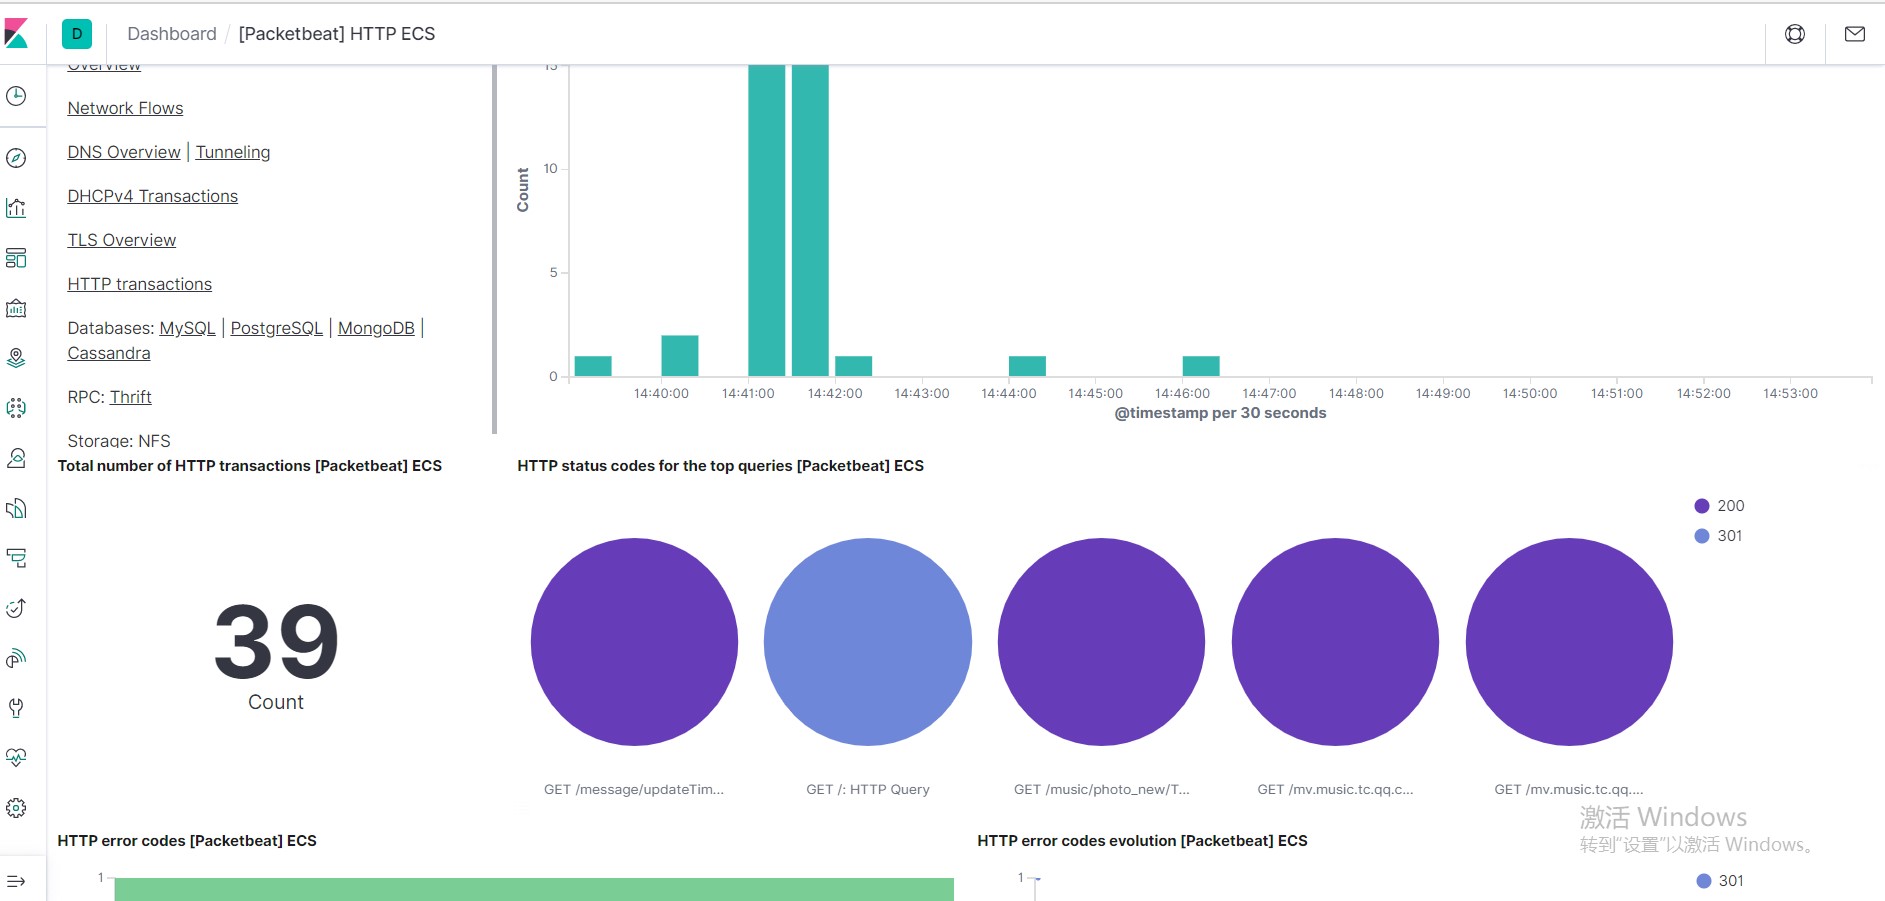 D
Dashboard / [Packetbeat] HTTP ECS
Overview
Network Flows
DNS Overview | Tunneling
DHCPv4 Transactions
TLS Overview
HTTP transactions
Databases: MySQL | PostgreSQL | MongoDB |
Cassandra
RPC: Thrift
Storage: NFS
15
10
5
0
Count
14:40:00 14:41:00 14:42:00 14:43:00 14:44:00 14:45:00 14:46:00 14:47:00 14:48:00 14:49:00 14:50:00 14:51:00 14:52:00 14:53:00
@timestamp per 30 seconds
Total number of HTTP transactions [Packetbeat] ECS
39
Count
HTTP status codes for the top queries [Packetbeat] ECS
200
301
GET /message/updateTim...
GET /: HTTP Query
GET /music/photo_new/T...
GET /mv.music.tc.qq.c...
GET /mv.music.tc.qq....
激活 Windows
转到“设置”以激活 Windows。
HTTP error codes [Packetbeat] ECS
1
HTTP error codes evolution [Packetbeat] ECS
1
301